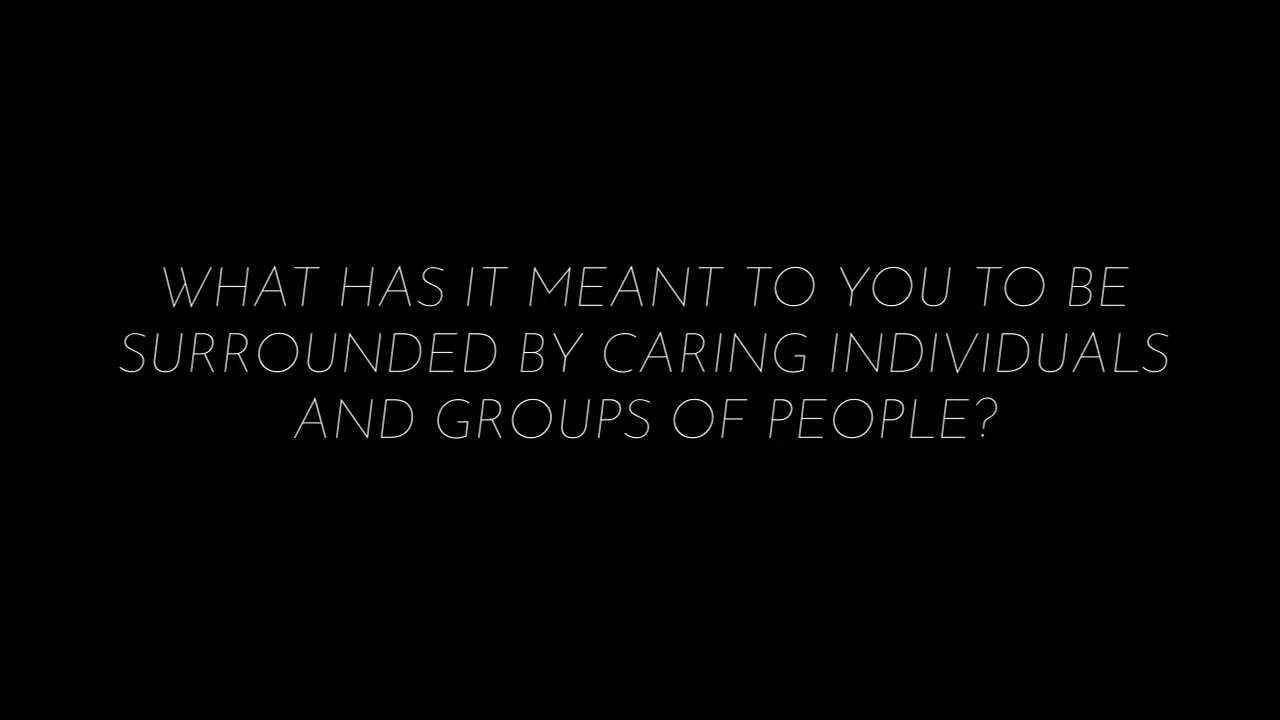 WHAT HAS IT MEANT TO YOU TO BE
SURROUNDED BY CARING INDIVIDUALS
AND GROUPS OF PEOPLE?